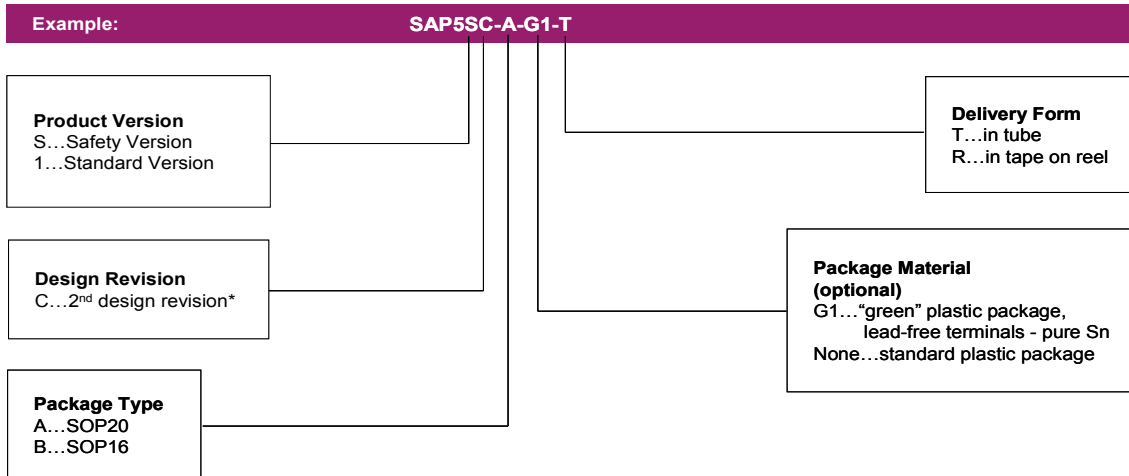 Example: SAP5SC-A-G1-T
Product Version
S…Safety Version
1…Standard Version
Design Revision
C…2nd design revision*
Package Type
A…SOP20
B…SOP16
Delivery Form
T…in tube
R…in tape on reel
Package Material
(optional)
G1…“green” plastic package,
lead-free terminals - pure Sn
None…standard plastic package